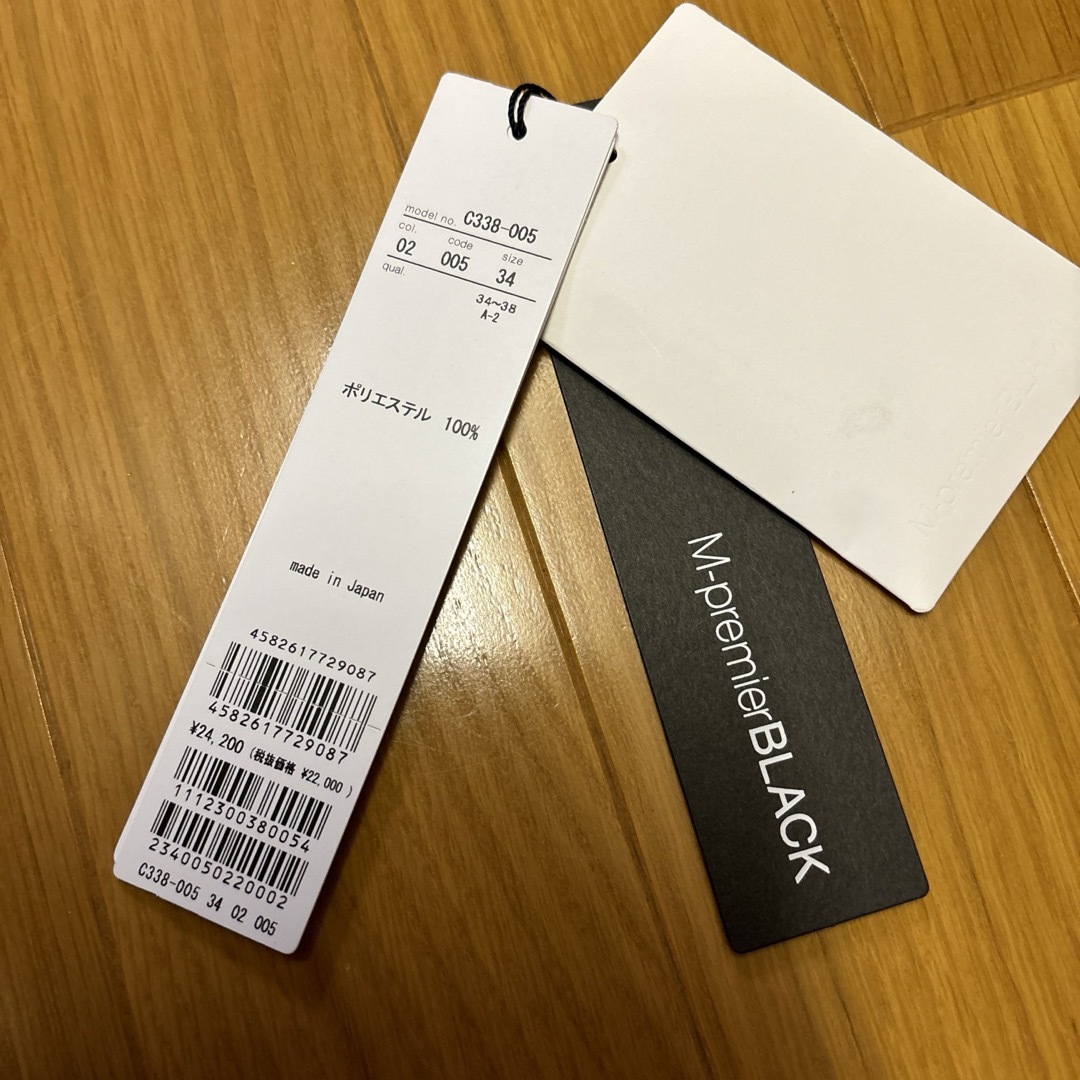 model no. C338-005
col. code size
02 005 34
qual.
34~38
A-2
ポリエステル 100%
made in Japan
4582617729087
4582617729087
¥24,200 (税抜価格 ¥22,000 )
1112300380054
2340050220002
C338-005 34 02 005
M-premierBLACK
M-premierBLACK